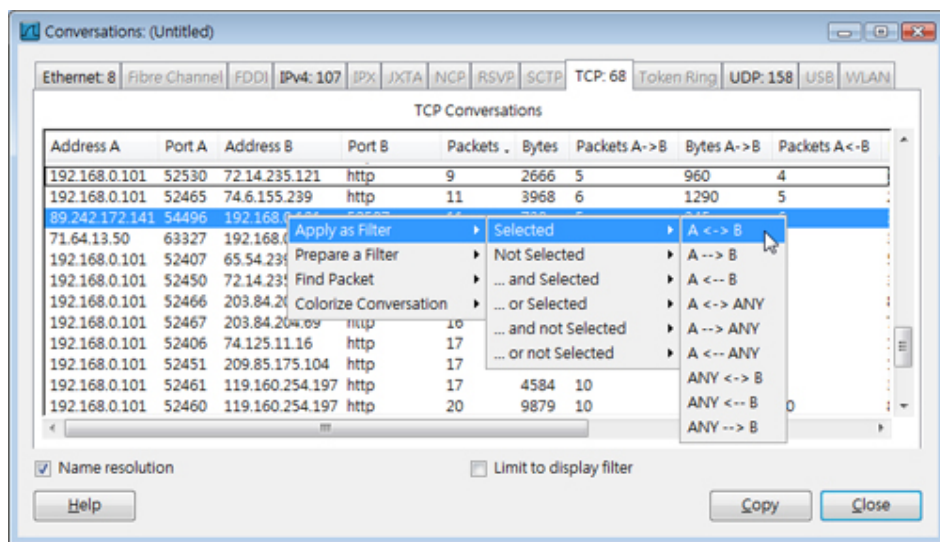 Conversations: (Untitled)
Ethernet: 8 Fibre Channel FDDI IPv4: 107 IPX JXTA NCP RSVP SCTP TCP: 68 Token Ring UDP: 158 USB WLAN
TCP Conversations
Address A Port A Address B Port B Packets Bytes Packets A->B Bytes A->B Packets A<-B
192.168.0.101 52530 72.14.235.121 http 9 2666 5 960 4
192.168.0.101 52465 74.6.155.239 http 11 3968 6 1290 5
89.242.172.141 54496
Apply as Filter Selected A <-> B
71.64.13.50 63327
Prepare a Filter Not Selected A --> B
192.168.0.101 52407
Find Packet ... and Selected A <-- B
192.168.0.101 52450
Colorize Conversation ... or Selected A <-> ANY
192.168.0.101 52466
192.168.0.101 52467 203.84.204.69 http 16
... and not Selected A --> ANY
192.168.0.101 52406 74.125.11.16 http 17
... or not Selected A <-- ANY
192.168.0.101 52451 209.85.175.104 http 17
192.168.0.101 52461 119.160.254.197 http 17 4584 10
ANY <-> B
192.168.0.101 52460 119.160.254.197 http 20 9879 10
ANY <-- B
ANY --> B
Name resolution Limit to display filter
Help Copy Close